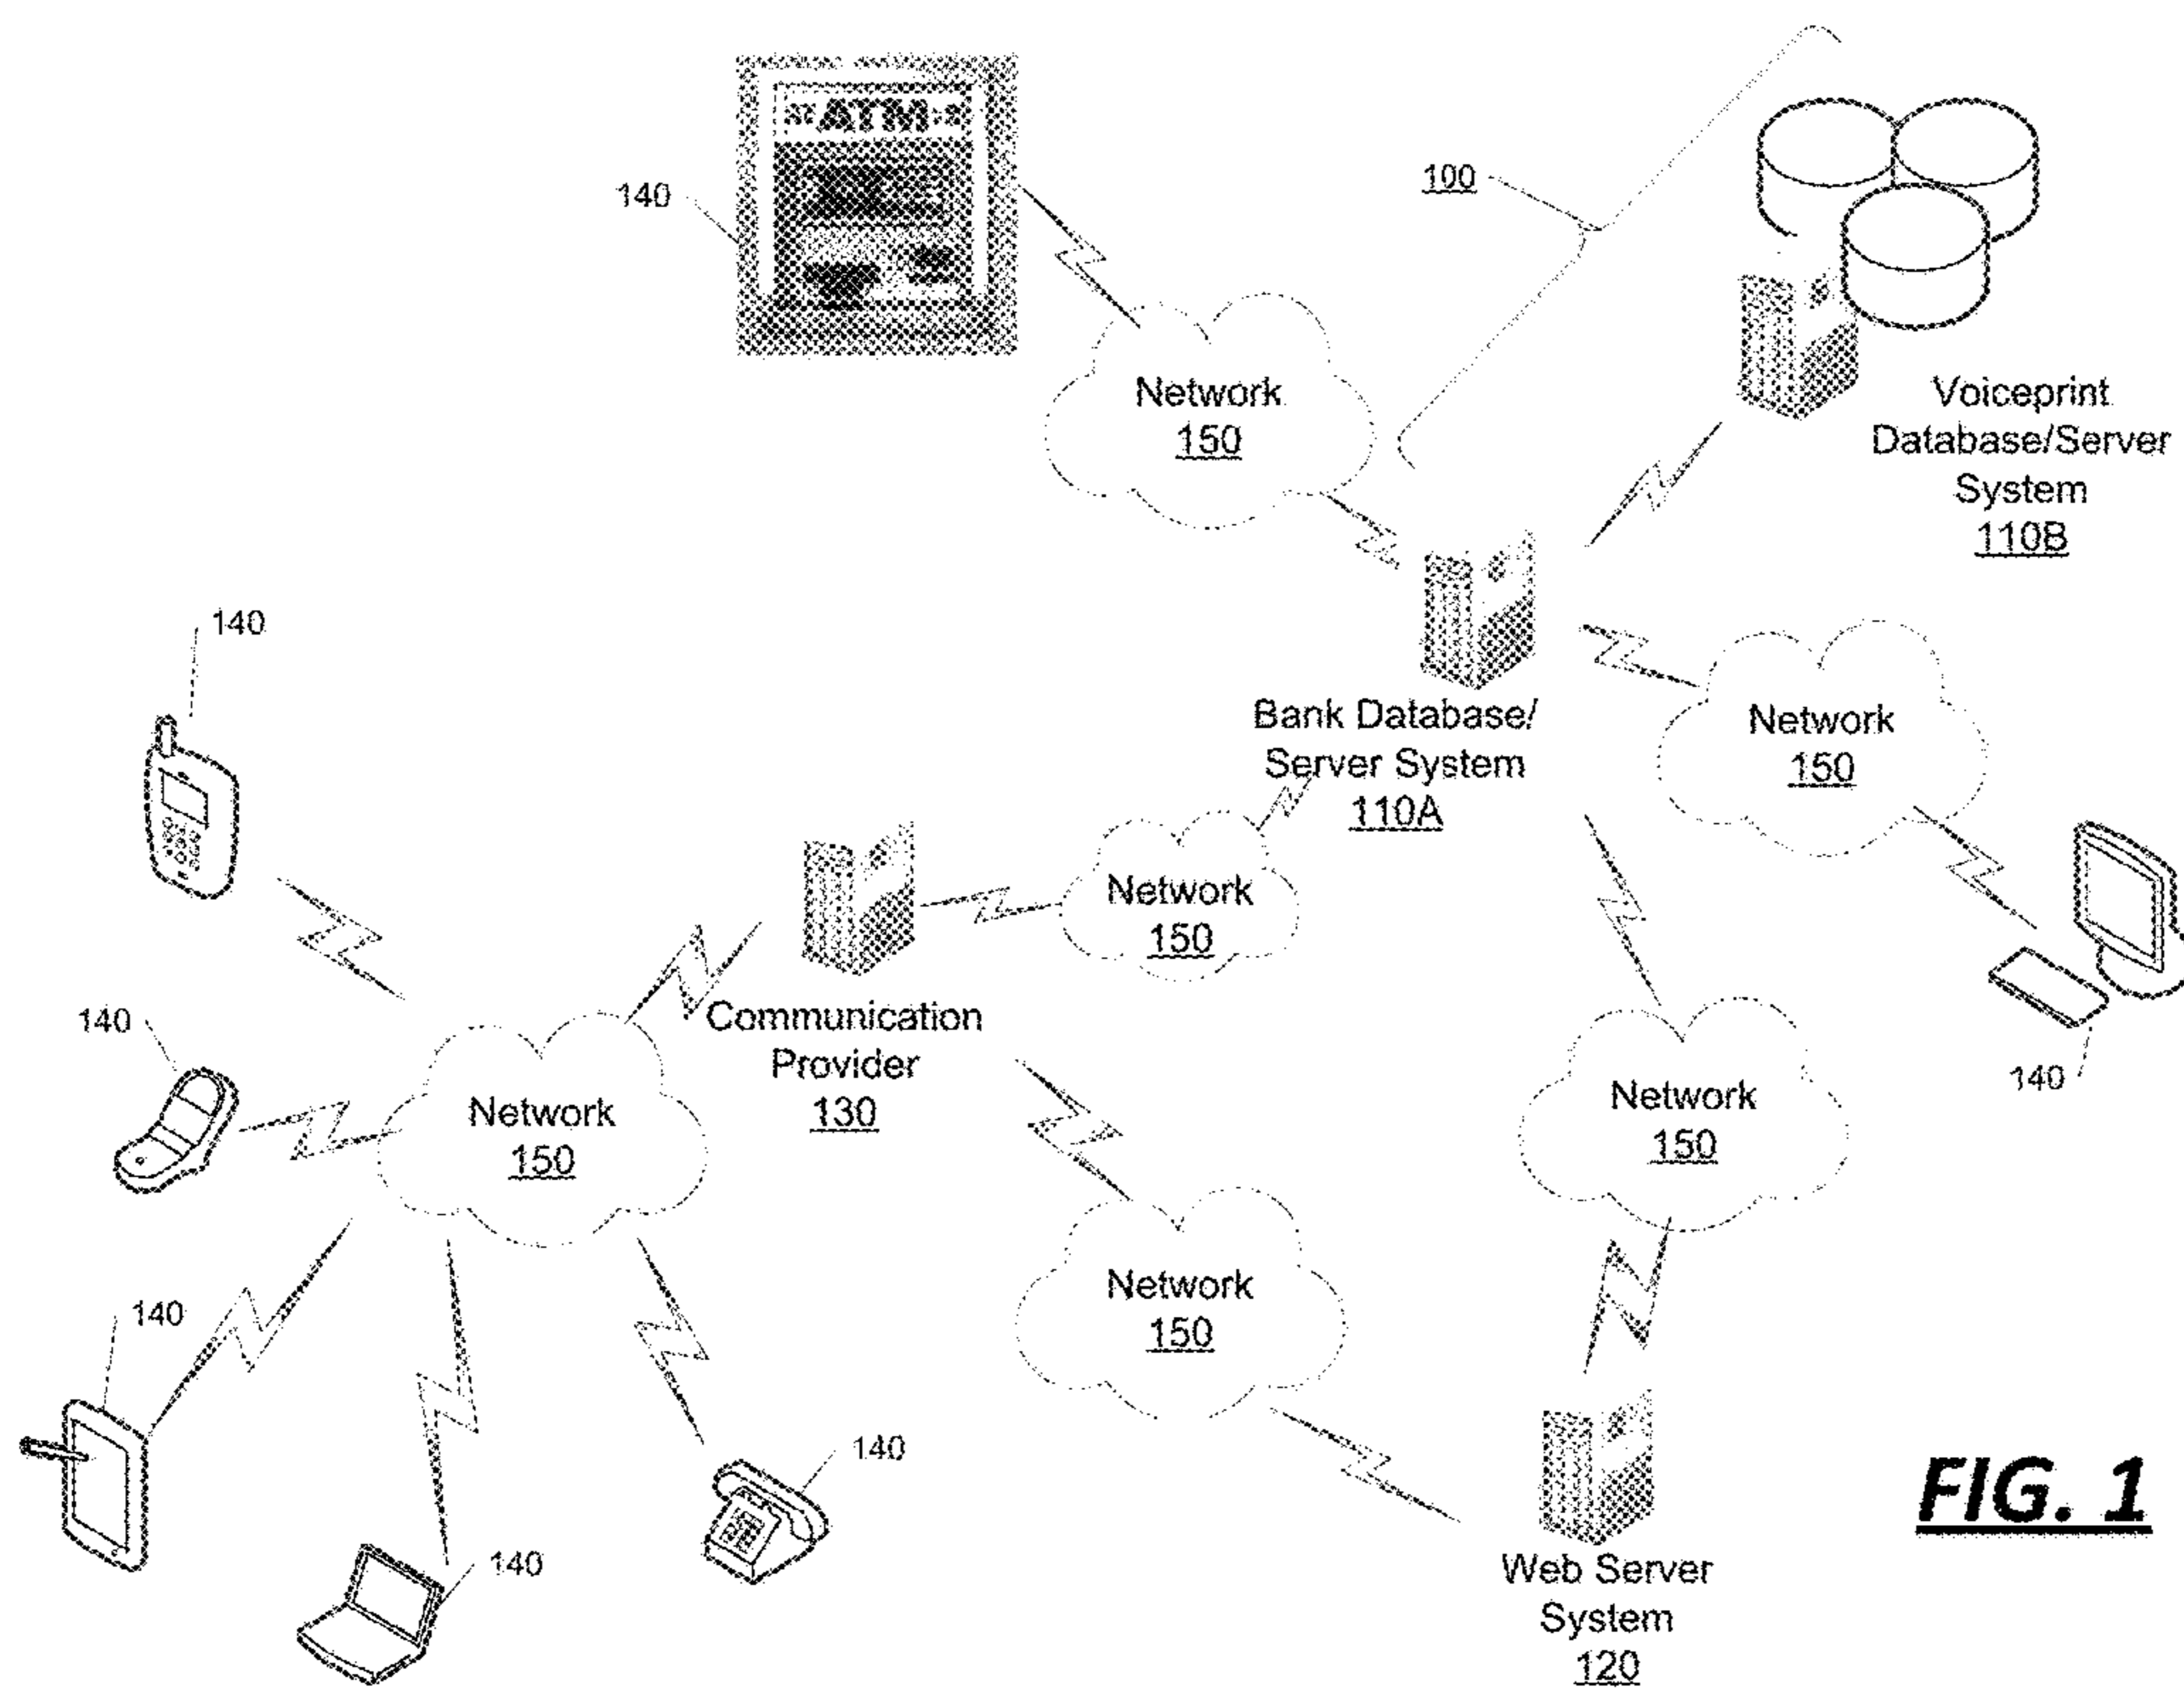 ATM
140
100
Network
150
Voiceprint
Database/Server
System
110B
140
Bank Database/
Server System
110A
Network
150
Network
150
140
Communication
Provider
130
Network
150
Network
150
140
140
Network
150
140
140
140
Web Server
System
120
FIG. 1